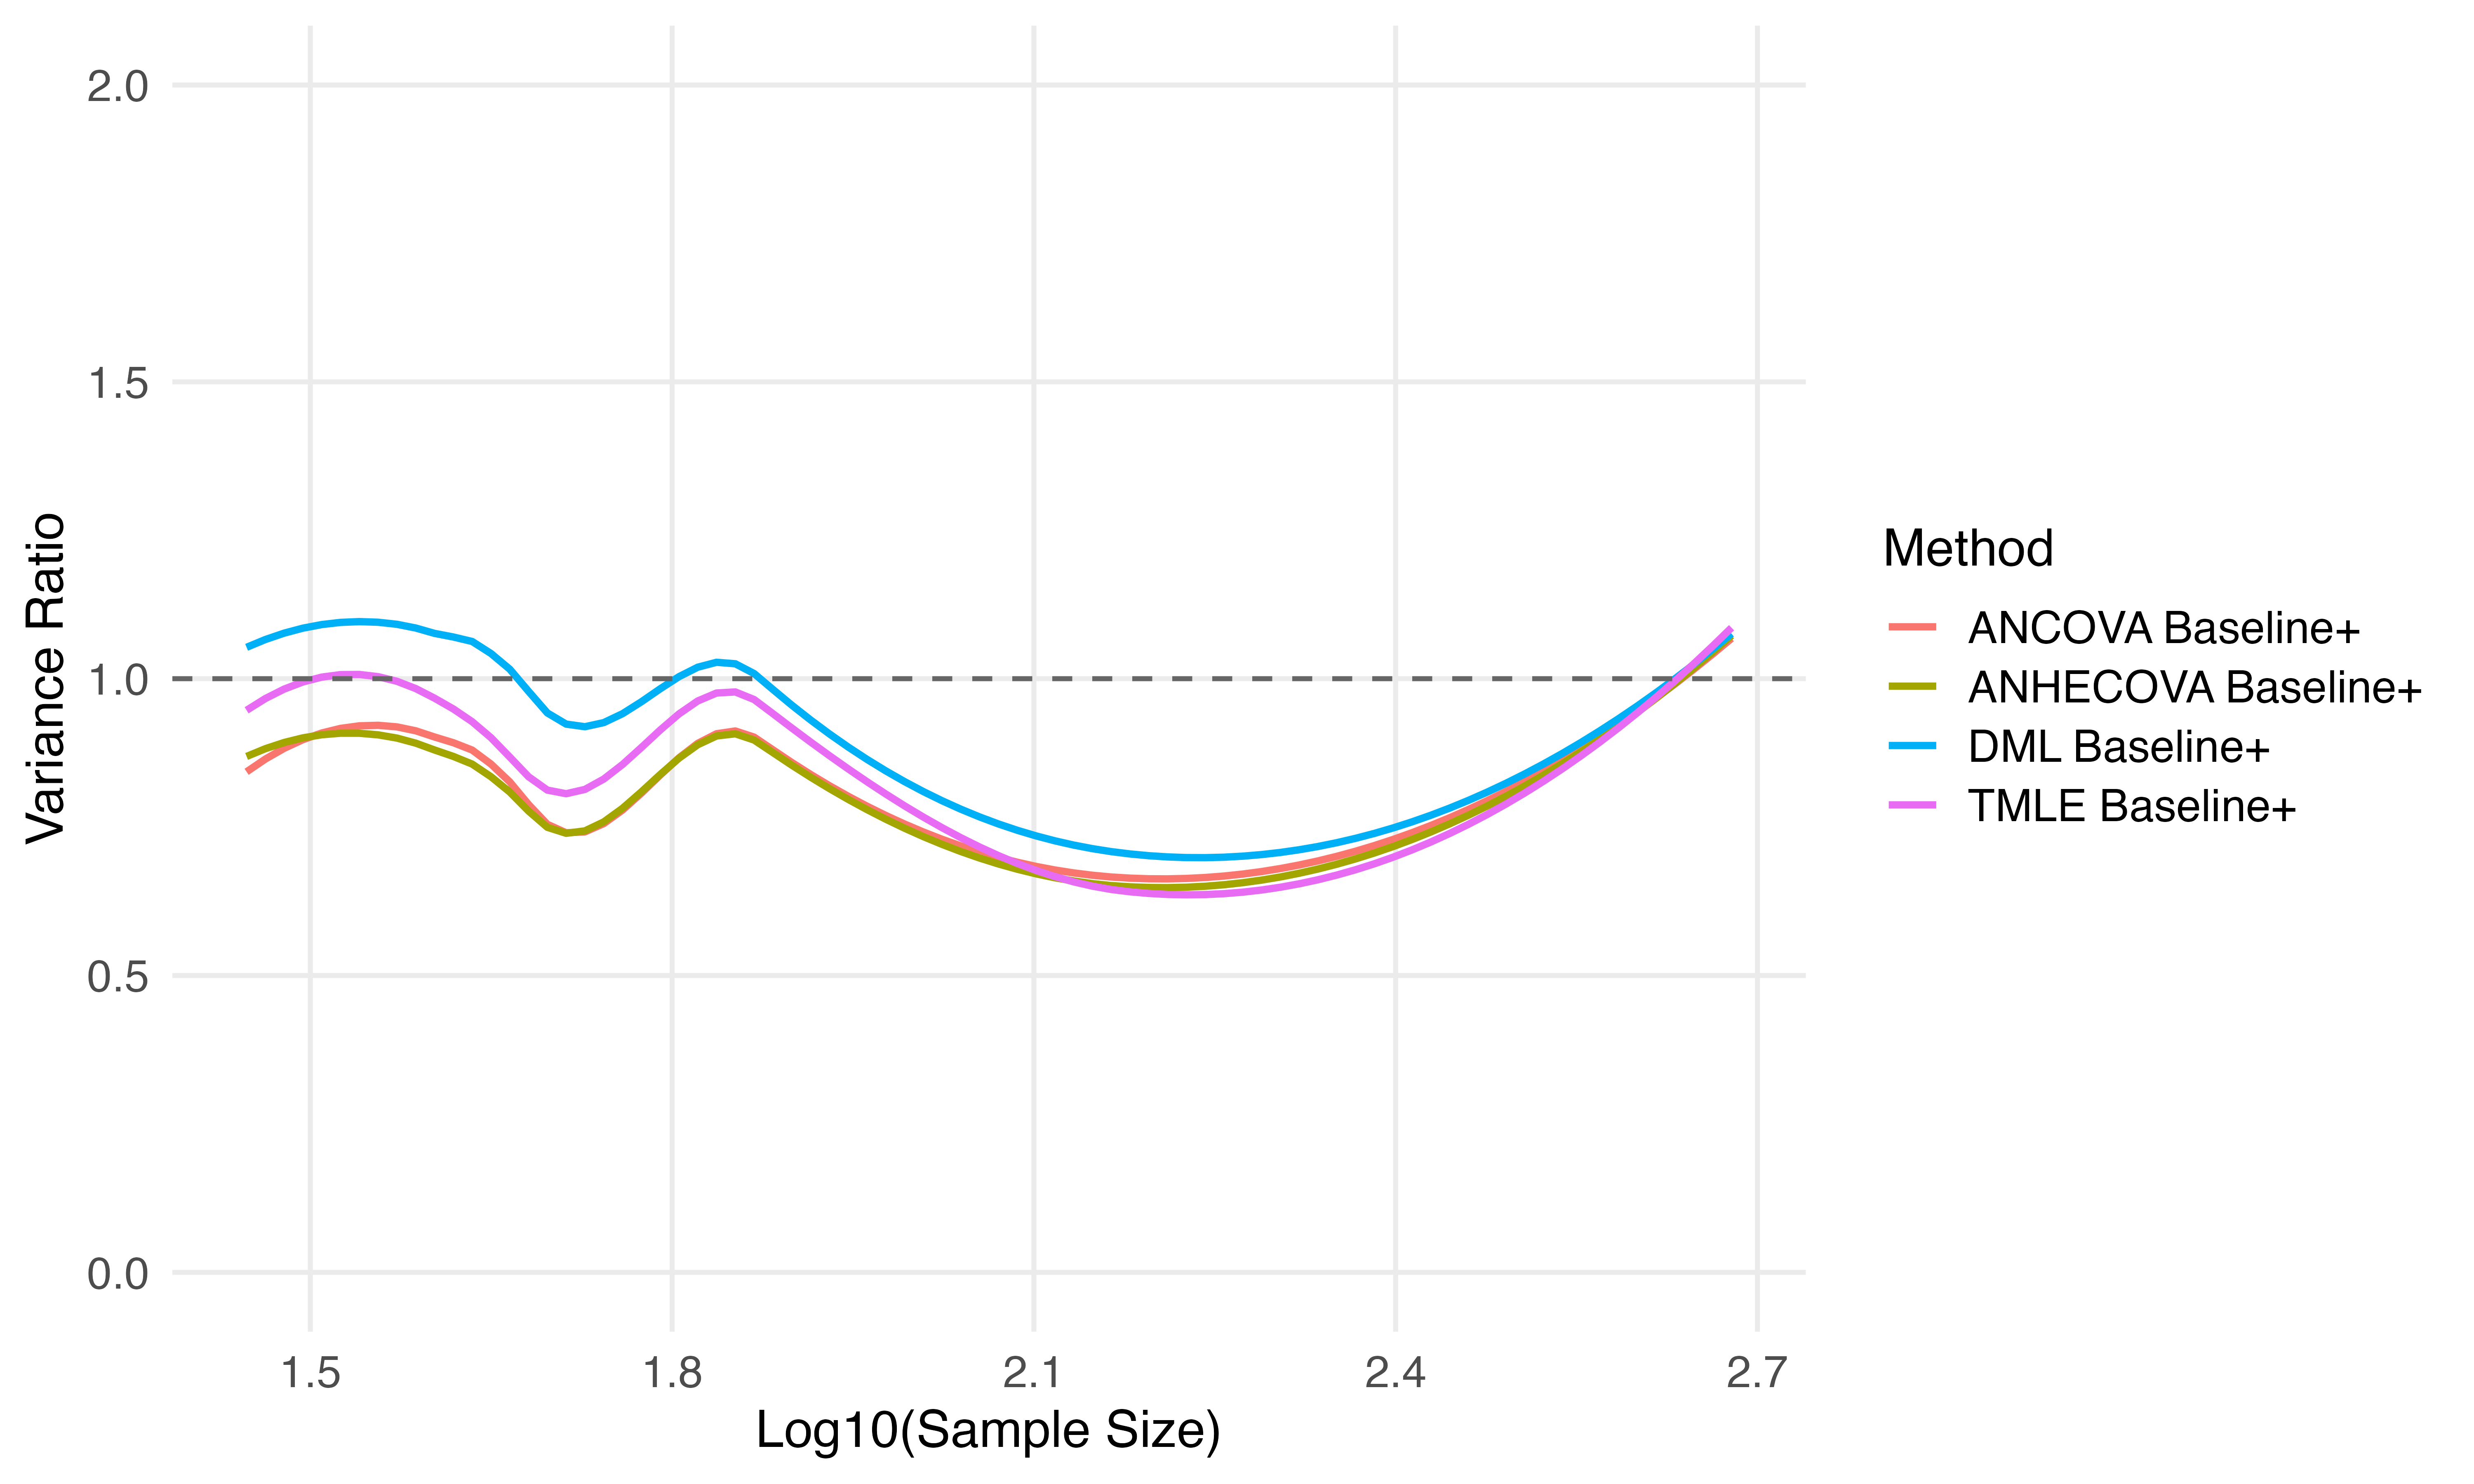 2.0
1.5
1.0
0.5
0.0
Variance Ratio
1.5 1.8 2.1 2.4 2.7
Log10(Sample Size)
Method
ANCOVA Baseline+
ANHECOVA Baseline+
DML Baseline+
TMLE Baseline+